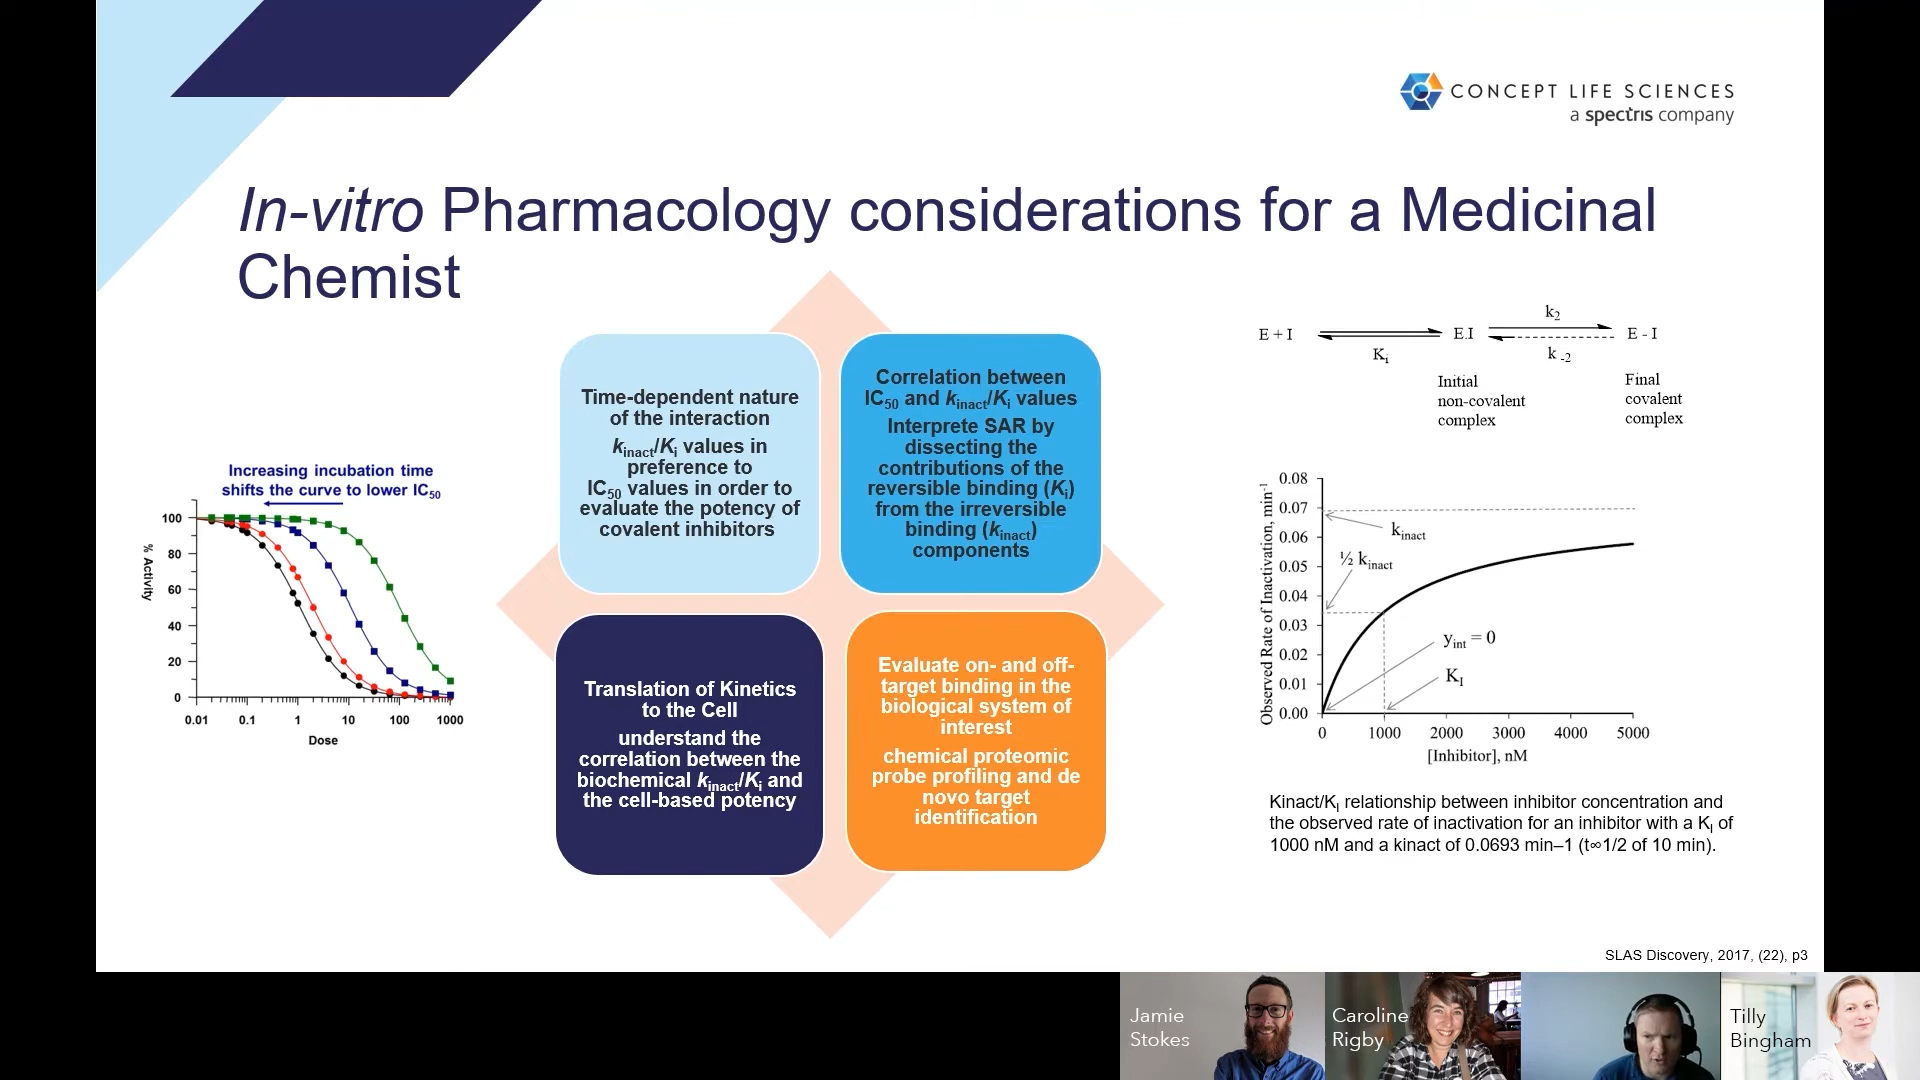 CONCEPT LIFE SCIENCES
a spectris company
In-vitro Pharmacology considerations for a Medicinal
Chemist
Increasing incubation time
shifts the curve to lower IC50
100
80
60
40
20
0
% Activity
0.01 0.1 1 10 100 1000
Dose
Time-dependent nature
of the interaction
kinact/Ki values in
preference to
IC50 values in order to
evaluate the potency of
covalent inhibitors
Correlation between
IC50 and kinact/Ki values
Interprete SAR by
dissecting the
contributions of the
reversible binding (Ki)
from the irreversible
binding (kinact)
components
Translation of Kinetics
to the Cell
understand the
correlation between the
biochemical kinact/Ki and
the cell-based potency
Evaluate on- and off-
target binding in the
biological system of
interest
chemical proteomic
probe profiling and de
novo target
identification
E + I
Ki
E.I
k2
k -2
E - I
Initial
non-covalent
complex
Final
covalent
complex
Observed Rate of Inactivation, min-1
0.08
0.07
0.06
0.05
0.04
0.03
0.02
0.01
0.00
kinact
½ kinact
yint = 0
KI
0 1000 2000 3000 4000 5000
[Inhibitor], nM
Kinact/KI relationship between inhibitor concentration and
the observed rate of inactivation for an inhibitor with a KI of
1000 nM and a kinact of 0.0693 min–1 (t∞1/2 of 10 min).
SLAS Discovery, 2017, (22), p3
Jamie
Stokes
Caroline
Rigby
Tilly
Bingham